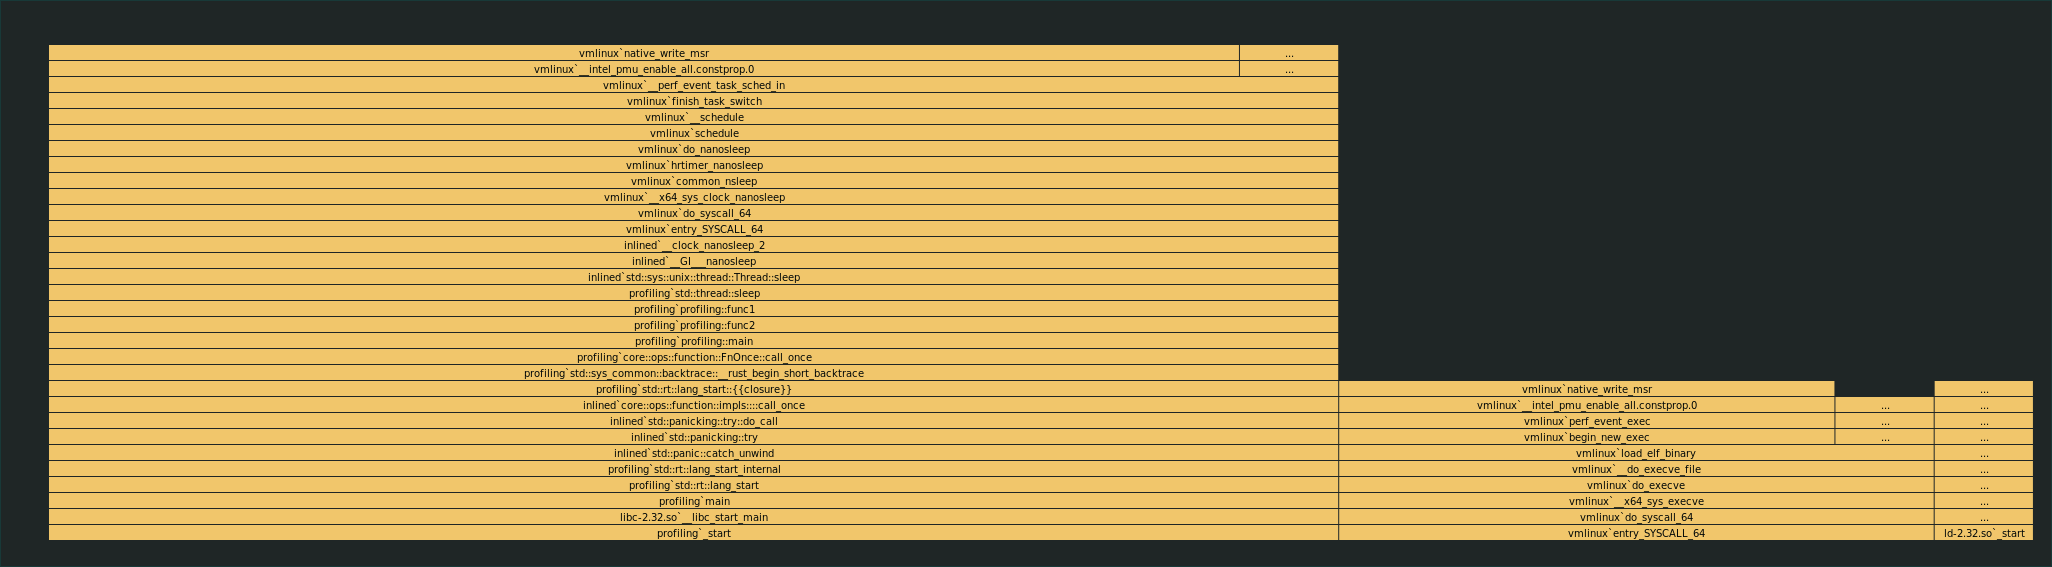 vmlinux`native_write_msr ...
vmlinux`__intel_pmu_enable_all.constprop.0 ...
vmlinux`__perf_event_task_sched_in
vmlinux`finish_task_switch
vmlinux`__schedule
vmlinux`schedule
vmlinux`do_nanosleep
vmlinux`hrtimer_nanosleep
vmlinux`common_nsleep
vmlinux`__x64_sys_clock_nanosleep
vmlinux`do_syscall_64
vmlinux`entry_SYSCALL_64
inlined`__clock_nanosleep_2
inlined`__GI___nanosleep
inlined`std::sys::unix::thread::Thread::sleep
profiling`std::thread::sleep
profiling`profiling::func1
profiling`profiling::func2
profiling`profiling::main
profiling`core::ops::function::FnOnce::call_once
profiling`std::sys_common::backtrace::__rust_begin_short_backtrace
profiling`std::rt::lang_start::{{closure}} vmlinux`native_write_msr ...
inlined`core::ops::function::impls::::call_once vmlinux`__intel_pmu_enable_all.constprop.0 ... ...
inlined`std::panicking::try::do_call vmlinux`perf_event_exec ... ...
inlined`std::panicking::try vmlinux`begin_new_exec ... ...
inlined`std::panic::catch_unwind vmlinux`load_elf_binary ...
profiling`std::rt::lang_start_internal vmlinux`__do_execve_file ...
profiling`std::rt::lang_start vmlinux`do_execve ...
profiling`main vmlinux`__x64_sys_execve ...
libc-2.32.so`__libc_start_main vmlinux`do_syscall_64 ...
profiling`_start vmlinux`entry_SYSCALL_64 ld-2.32.so`_start